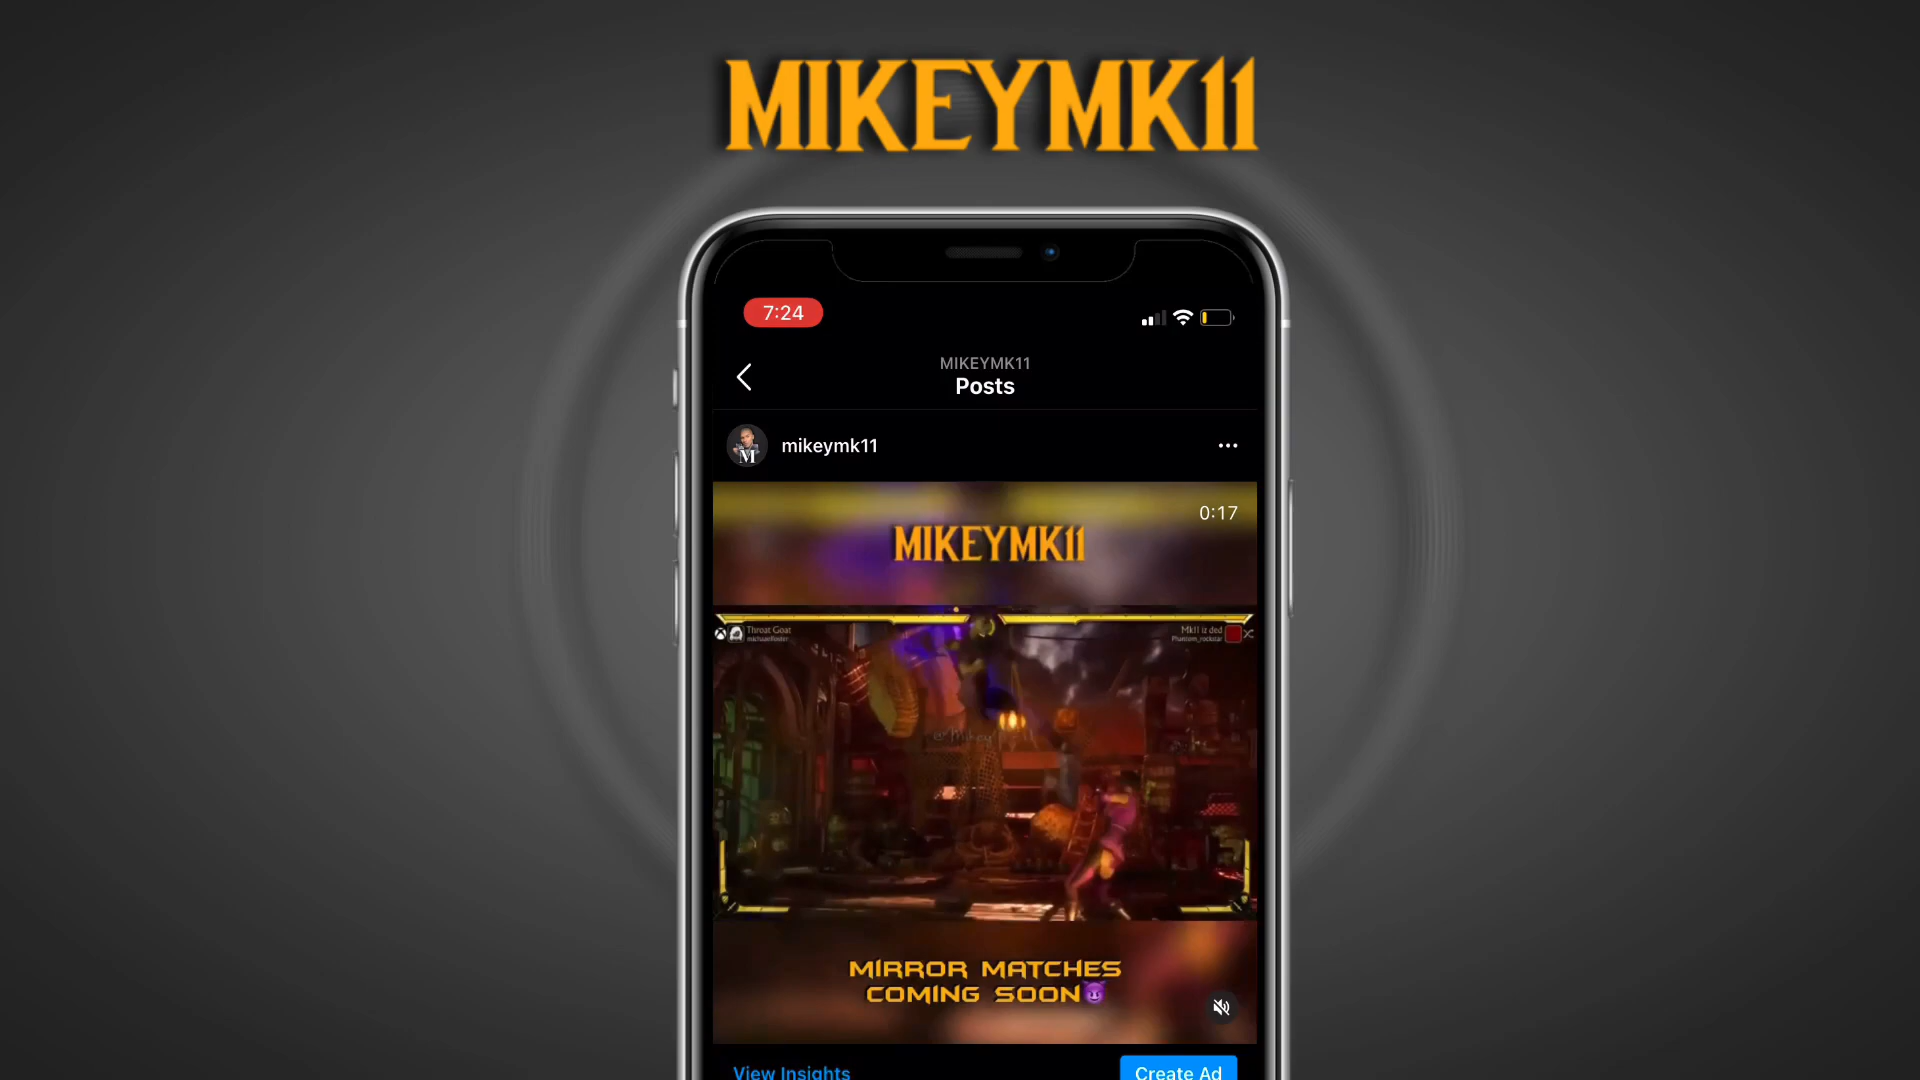 MIKEYMK11
7:24
MIKEYMK11
Posts
mikeymk11
0:17
MIKEYMK11
Throat Goat
Mk11 iz ded
Phantom_rockstar
MIRROR MATCHES
COMING SOON😈
View Insights
Create Ad